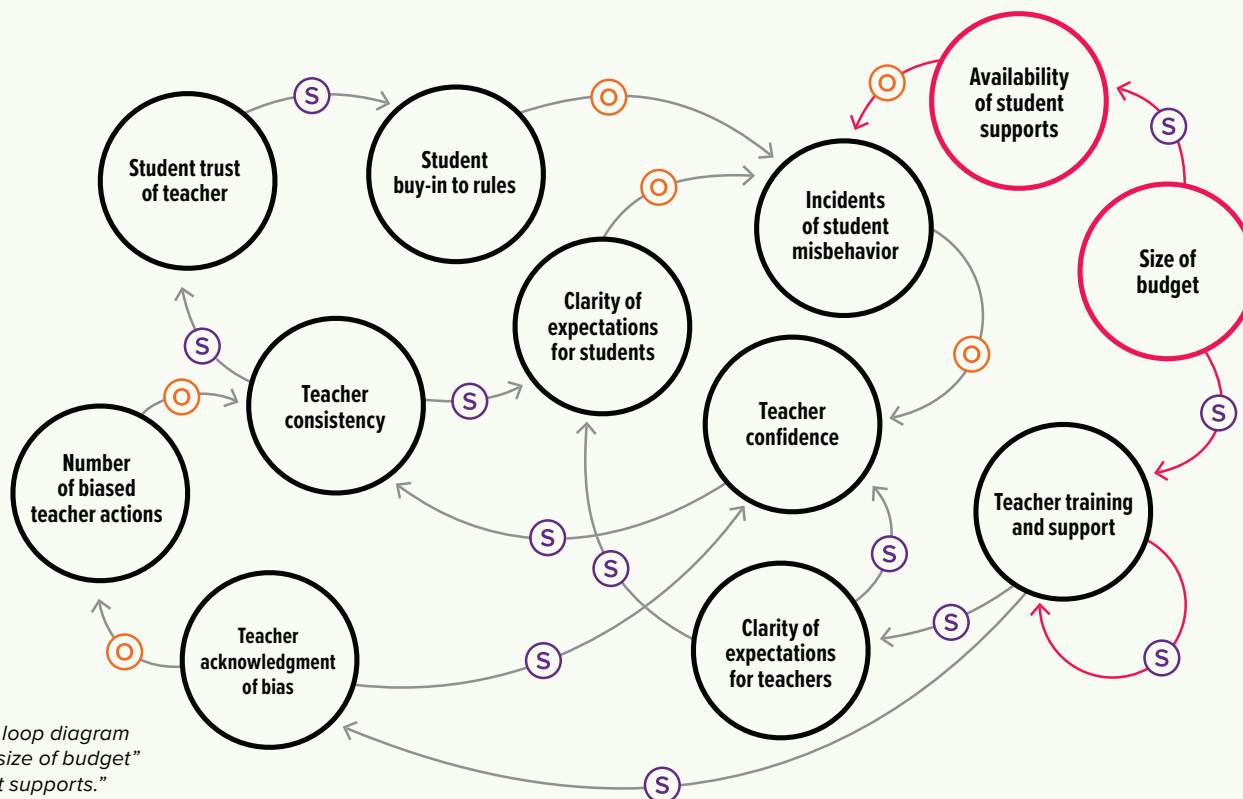 Availability
of student
supports
O
S
O
S
Student trust
of teacher
Student
buy-in to rules
O
Incidents
of student
misbehavior
Size of
budget
Clarity of
expectations
for students
S
O
O
Teacher
consistency
S
Teacher
confidence
S
Number
of biased
teacher actions
Teacher training
and support
S
S
S
S
O
Teacher
acknowledgment
of bias
S
Clarity of
expectations
for teachers
S
loop diagram
size of budget”
t supports.”
S